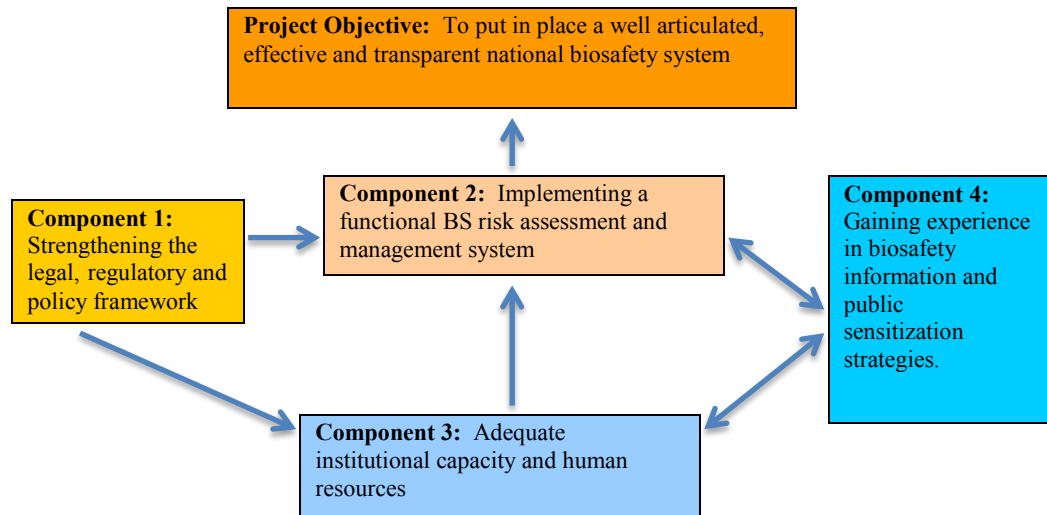 Project Objective: To put in place a well articulated,
effective and transparent national biosafety system
Component 2: Implementing a
functional BS risk assessment and
management system
Component 4:
Gaining experience
in biosafety
information and
public
sensitization
strategies.
Component 1:
Strengthening the
legal, regulatory and
policy framework
Component 3: Adequate
institutional capacity and human
resources